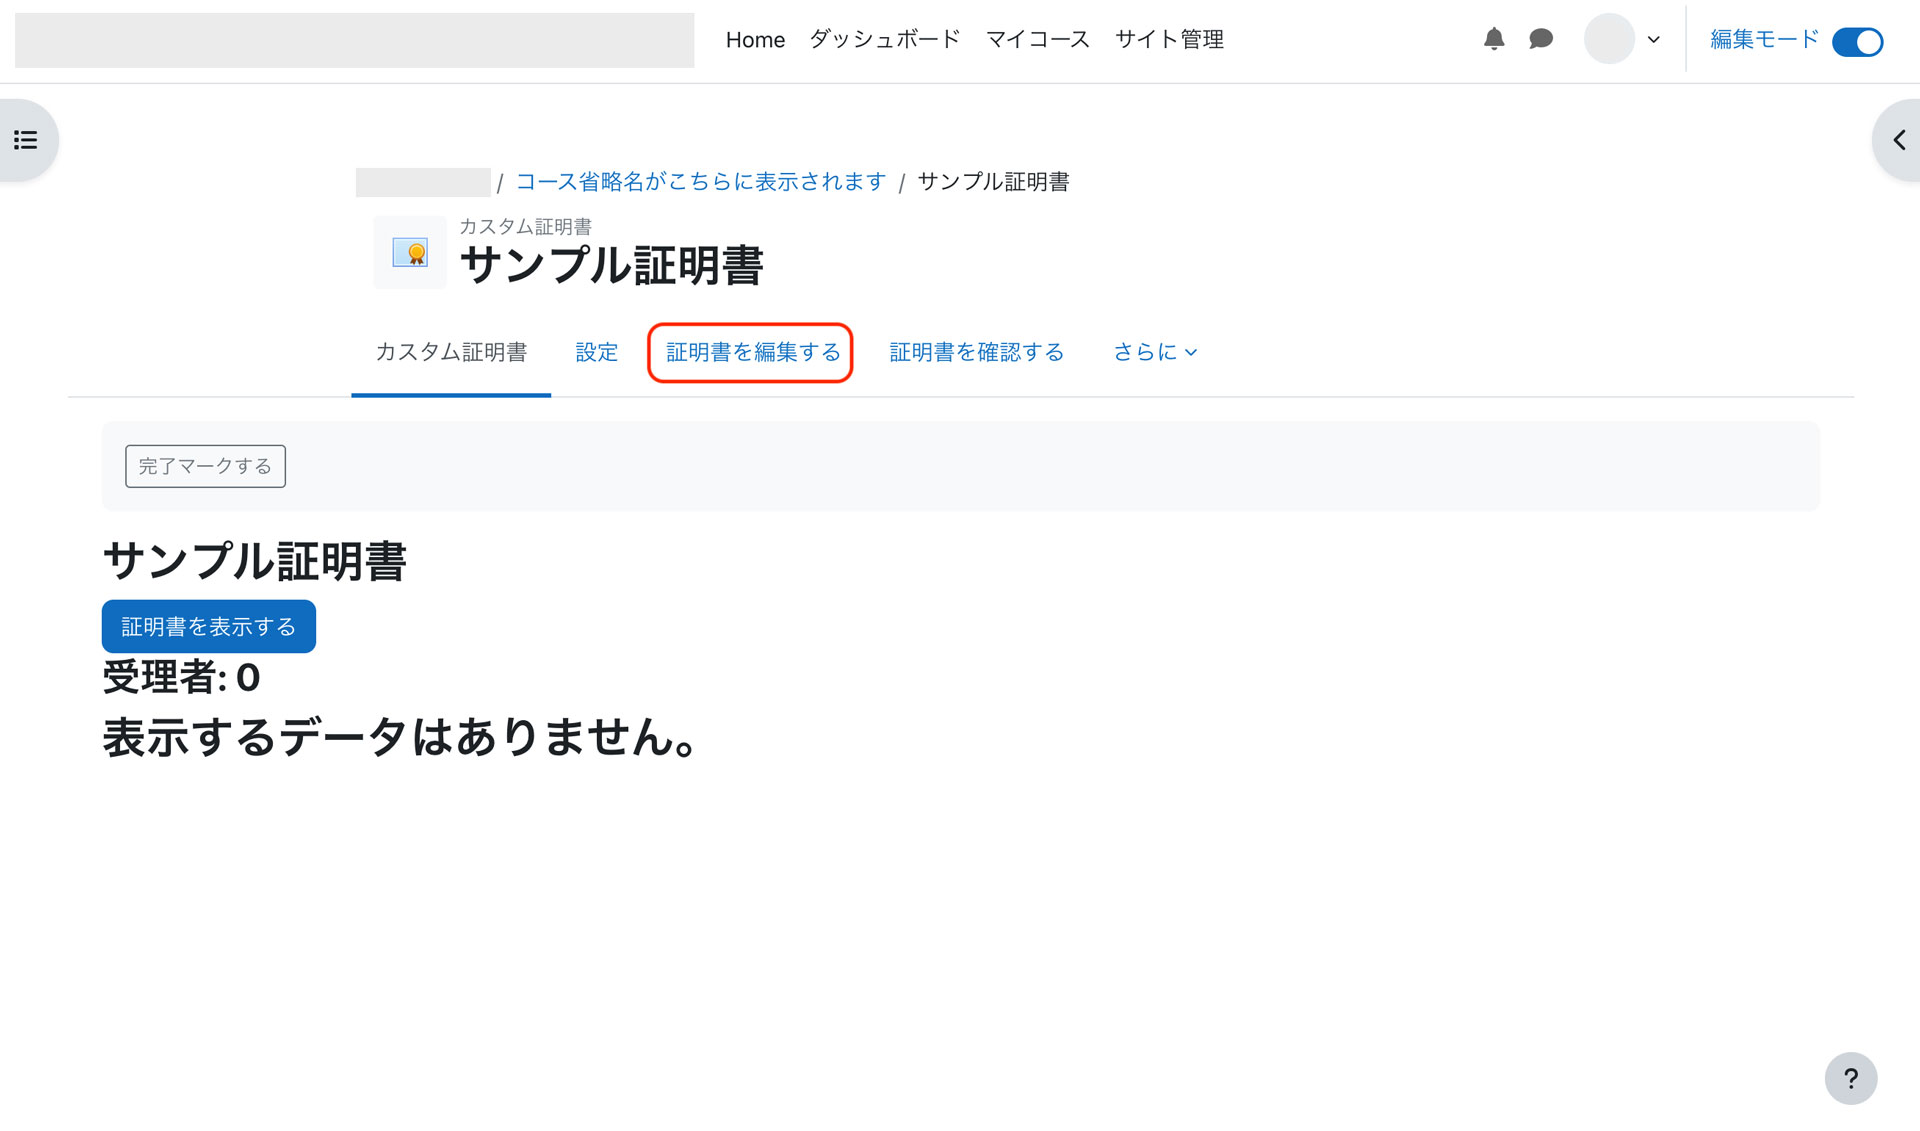 Home ダッシュボード マイコース サイト管理 編集モード
/ コース省略名がこちらに表示されます / サンプル証明書
カスタム証明書
サンプル証明書
カスタム証明書 設定 証明書を編集する 証明書を確認する さらに
完了マークする
サンプル証明書
証明書を表示する
受理者: 0
表示するデータはありません。
?